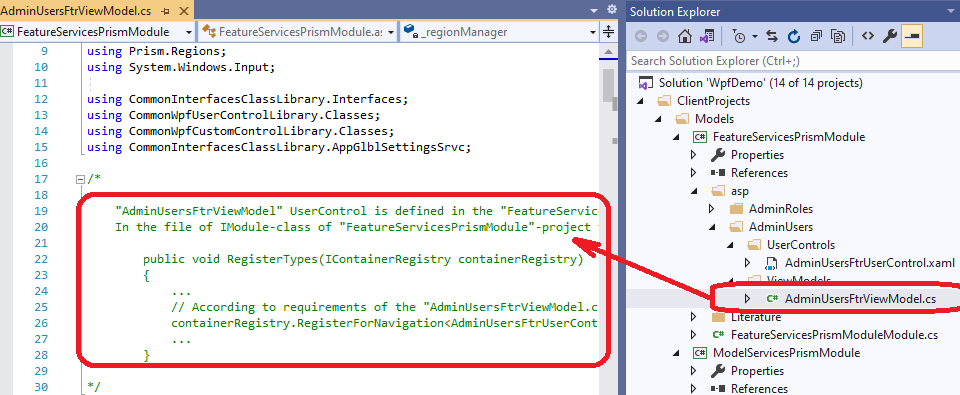 AdminUsersFtrViewModel.cs
FeatureServicesPrismModule
FeatureServicesPrismModule.as
_regionManager
9 using Prism.Regions;
10 using System.Windows.Input;
11
12 using CommonInterfacesClassLibrary.Interfaces;
13 using CommonWpfUserControlLibrary.Classes;
14 using CommonWpfCustomControlLibrary.Classes;
15 using CommonInterfacesClassLibrary.AppGlblSettingsSrvc;
16
17 /*
18
19 "AdminUsersFtrViewModel" UserControl is defined in the "FeatureServic
20 In the file of IModule-class of "FeatureServicesPrismModule"-project
21
22 public void RegisterTypes(IContainerRegistry containerRegistry)
23 {
24 ...
25 // According to requirements of the "AdminUsersFtrViewModel.c
26 containerRegistry.RegisterForNavigation<AdminUsersFtrUserCont
27 ...
28 }
29
30 */
Solution Explorer
Search Solution Explorer (Ctrl+;)
Solution 'WpfDemo' (14 of 14 projects)
ClientProjects
Models
FeatureServicesPrismModule
Properties
References
asp
AdminRoles
AdminUsers
UserControls
AdminUsersFtrUserControl.xaml
ViewModels
AdminUsersFtrViewModel.cs
Literature
FeatureServicesPrismModuleModule.cs
ModelServicesPrismModule
Properties
References